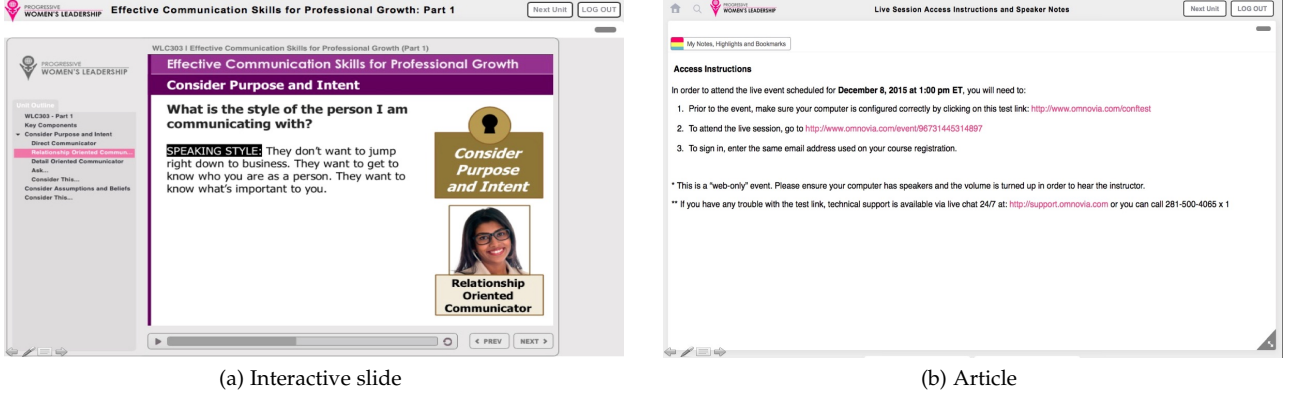 PROGRESSIVE
WOMEN'S LEADERSHIP
Effective Communication Skills for Professional Growth: Part 1
Next Unit
LOG OUT
WLC303 | Effective Communication Skills for Professional Growth (Part 1)
PROGRESSIVE
WOMEN'S LEADERSHIP
Unit Outline
WLC303 - Part 1
Key Components
Consider Purpose and Intent
Direct Communicator
Relationship Oriented Commun...
Detail Oriented Communicator
Ask...
Consider This...
Consider Assumptions and Beliefs
Consider This...
Effective Communication Skills for Professional Growth
Consider Purpose and Intent
What is the style of the person I am
communicating with?
SPEAKING STYLE: They don't want to jump
right down to business. They want to get to
know who you are as a person. They want to
know what's important to you.
Consider
Purpose
and Intent
Relationship
Oriented
Communicator
< PREV
NEXT >
(a) Interactive slide
PROGRESSIVE
WOMEN'S LEADERSHIP
Live Session Access Instructions and Speaker Notes
Next Unit
LOG OUT
My Notes, Highlights and Bookmarks
Access Instructions
In order to attend the live event scheduled for December 8, 2015 at 1:00 pm ET, you will need to:
1. Prior to the event, make sure your computer is configured correctly by clicking on this test link: http://www.omnovia.com/conftest
2. To attend the live session, go to http://www.omnovia.com/event/96731445314897
3. To sign in, enter the same email address used on your course registration.
* This is a "web-only" event. Please ensure your computer has speakers and the volume is turned up in order to hear the instructor.
** If you have any trouble with the test link, technical support is available via live chat 24/7 at: http://support.omnovia.com or you can call 281-500-4065 x 1
(b) Article